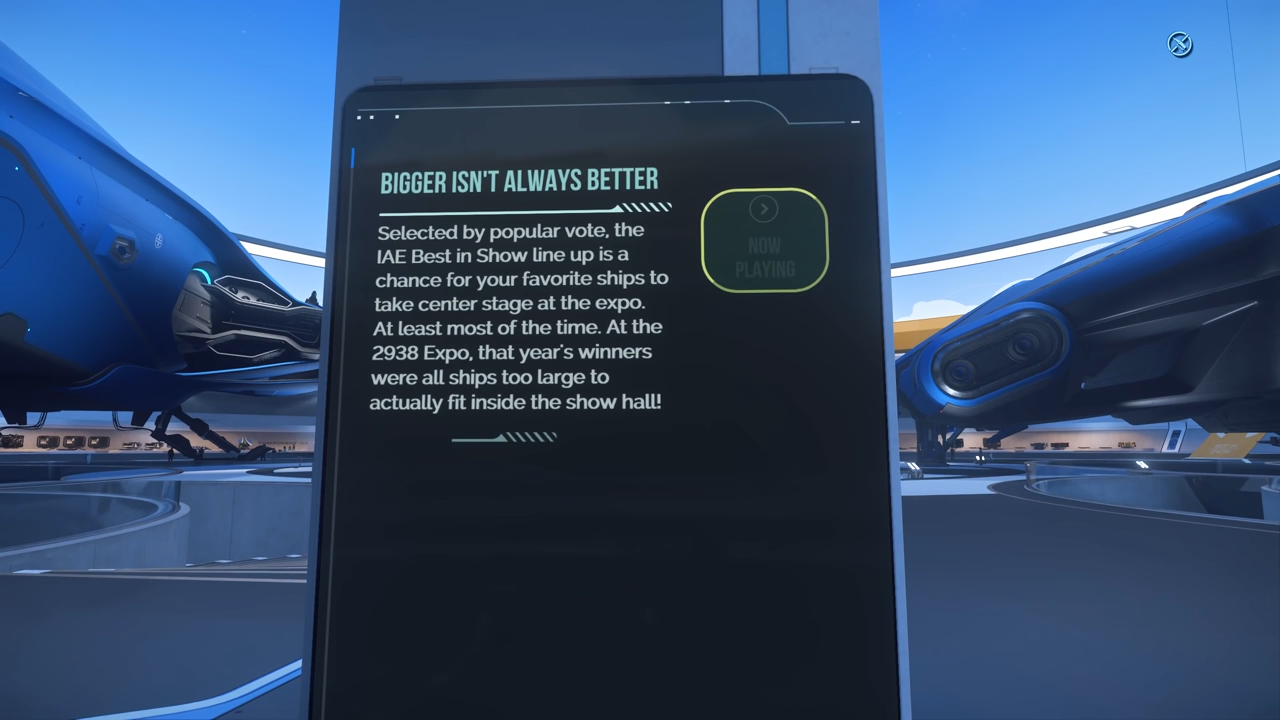 BIGGER ISN'T ALWAYS BETTER
Selected by popular vote, the
IAE Best in Show line up is a
chance for your favorite ships to
take center stage at the expo.
At least most of the time. At the
2938 Expo, that year's winners
were all ships too large to
actually fit inside the show hall!
NOW
PLAYING